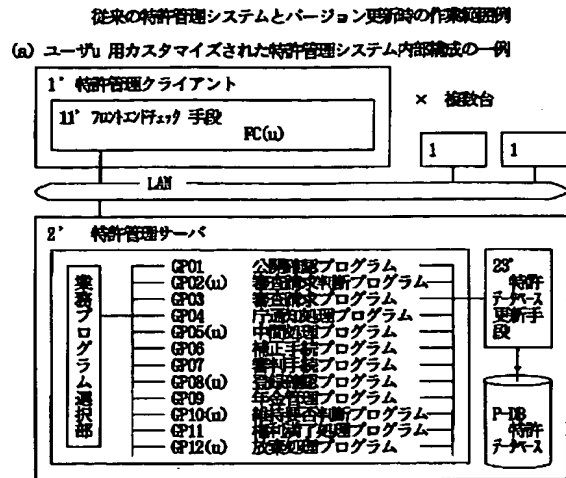 従来の特許管理システムとバージョン更新時の作業範囲例
(a) ユーザu 用カスタマイズされた特許管理システム内部構成の一例
1’ 特許管理クライアント
11’ フロントエンドチェック 手段
FC(u)
× 複数台
1
1
LAN
2’ 特許管理サーバ
業務プログラム選択部
GP01 公開確認プログラム
GP02(u) 審査請求判断プログラム
GP03 審査請求プログラム
GP04 庁通知処理プログラム
GP05(u) 中間処理プログラム
GP06 補正手続プログラム
GP07 審判手続プログラム
GP08(u) 登録確認プログラム
GP09 年金管理プログラム
GP10(u) 維持要否判断プログラム
GP11 権利満了処理プログラム
GP12(u) 放棄処理プログラム
23’
特許
データベース
更新手
段
P-DB
特許
データベース